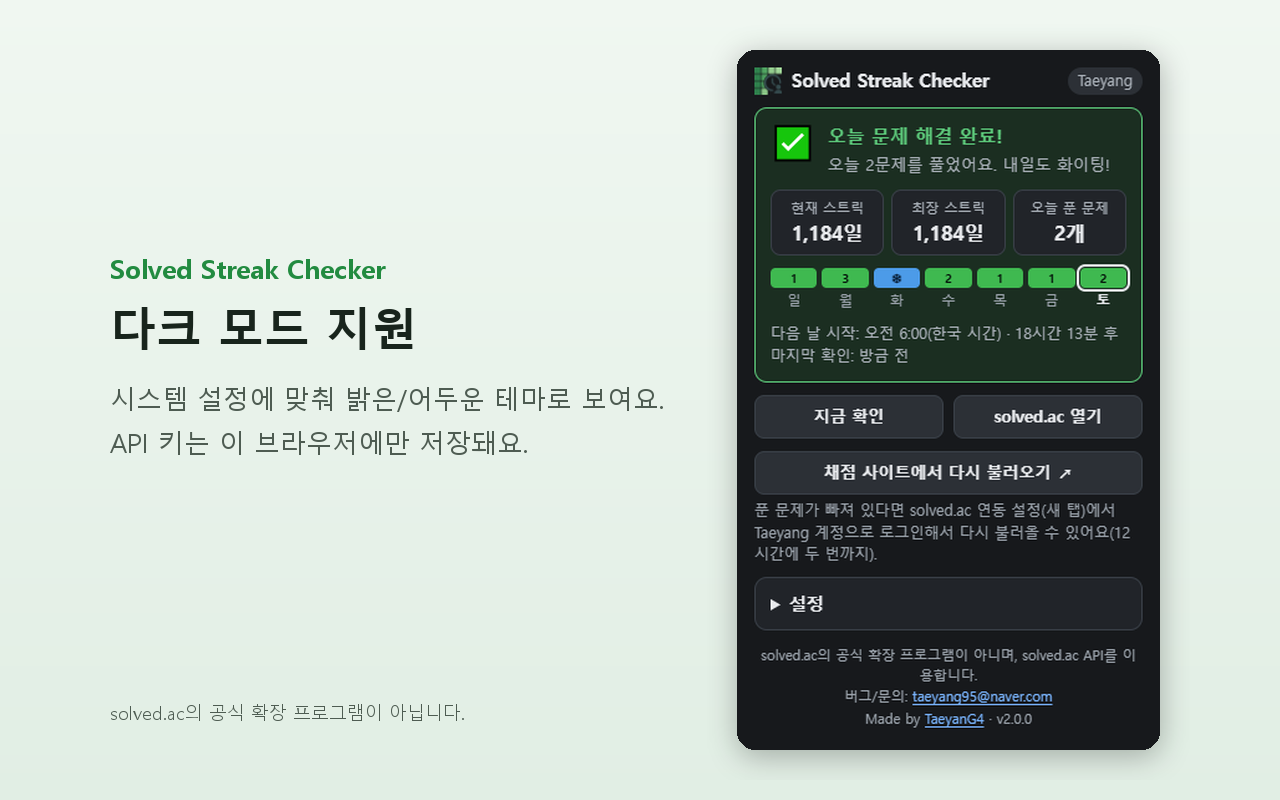 Solved Streak Checker
다크 모드 지원
시스템 설정에 맞춰 밝은/어두운 테마로 보여요.
API 키는 이 브라우저에만 저장돼요.
solved.ac의 공식 확장 프로그램이 아닙니다.
Solved Streak Checker
Taeyang
오늘 문제 해결 완료!
오늘 2문제를 풀었어요. 내일도 화이팅!
현재 스트릭 최장 스트릭 오늘 푼 문제
1,184일 1,184일 2개
1 3 ❄ 2 1 1 2
일 월 화 수 목 금 토
다음 날 시작: 오전 6:00(한국 시간) · 18시간 13분 후
마지막 확인: 방금 전
지금 확인 solved.ac 열기
채점 사이트에서 다시 불러오기 ↗
푼 문제가 빠져 있다면 solved.ac 연동 설정(새 탭)에서
Taeyang 계정으로 로그인해서 다시 불러올 수 있어요(12
시간에 두 번까지).
▶ 설정
solved.ac의 공식 확장 프로그램이 아니며, solved.ac API를 이
용합니다.
버그/문의: taeyang95@naver.com
Made by TaeyanG4 · v2.0.0